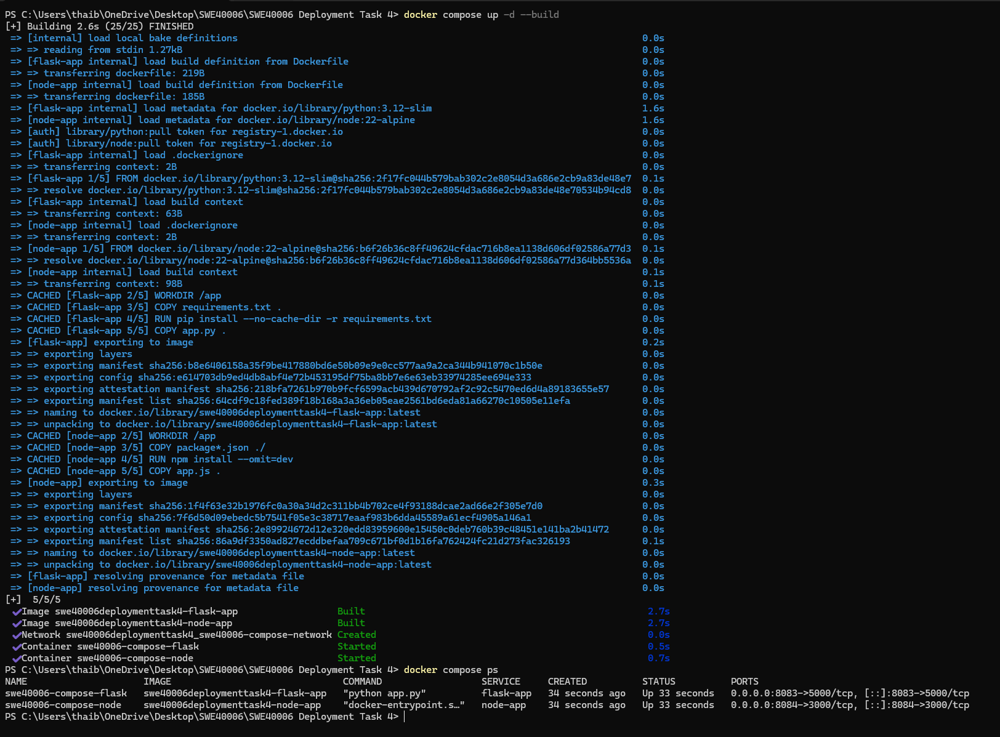 PS C:\Users\thaib\OneDrive\Desktop\SWE40006\SWE40006 Deployment Task 4> docker compose up -d --build
[+] Building 2.6s (25/25) FINISHED
=> [internal] load local bake definitions 0.0s
=> => reading from stdin 1.27kB 0.0s
=> [flask-app internal] load build definition from Dockerfile 0.0s
=> => transferring dockerfile: 219B 0.0s
=> [node-app internal] load build definition from Dockerfile 0.0s
=> => transferring dockerfile: 185B 0.0s
=> [flask-app internal] load metadata for docker.io/library/python:3.12-slim 1.6s
=> [node-app internal] load metadata for docker.io/library/node:22-alpine 1.6s
=> [auth] library/python:pull token for registry-1.docker.io 0.0s
=> [auth] library/node:pull token for registry-1.docker.io 0.0s
=> [flask-app internal] load .dockerignore 0.0s
=> => transferring context: 2B 0.0s
=> [flask-app 1/5] FROM docker.io/library/python:3.12-slim@sha256:2f17fc044b579bab302c2e8054d3a686e2cb9a83de48e7 0.1s
=> => resolve docker.io/library/python:3.12-slim@sha256:2f17fc044b579bab302c2e8054d3a686e2cb9a83de48e70534b94cd8 0.0s
=> [flask-app internal] load build context 0.0s
=> => transferring context: 63B 0.0s
=> [node-app internal] load .dockerignore 0.0s
=> => transferring context: 2B 0.0s
=> [node-app 1/5] FROM docker.io/library/node:22-alpine@sha256:b6f26b36c8ff49624cfdac716b8ea1138d606df02586a77d3 0.1s
=> => resolve docker.io/library/node:22-alpine@sha256:b6f26b36c8ff49624cfdac716b8ea1138d606df02586a77d364bb5536a 0.0s
=> [node-app internal] load build context 0.1s
=> => transferring context: 98B 0.1s
=> CACHED [flask-app 2/5] WORKDIR /app 0.0s
=> CACHED [flask-app 3/5] COPY requirements.txt . 0.0s
=> CACHED [flask-app 4/5] RUN pip install --no-cache-dir -r requirements.txt 0.0s
=> CACHED [flask-app 5/5] COPY app.py . 0.0s
=> [flask-app] exporting to image 0.2s
=> => exporting layers 0.0s
=> => exporting manifest sha256:b8e6406158a35f9be417880bd6e50b09e9e0cc577aa9a2ca344b941070c1b50e 0.0s
=> => exporting config sha256:e614703db9ed4db8abf4e72b453195df75ba8bb7e6e63eb33974285ee694e333 0.0s
=> => exporting attestation manifest sha256:218bfa7261b970b9fcf6599acb439d670792af2c92c5470ed6d4a89183655e57 0.0s
=> => exporting manifest list sha256:64cdf9c18fed389f18b168a3a36eb05eae2561bd6eda81a66270c10505e11efa 0.0s
=> => naming to docker.io/library/swe40006deploymenttask4-flask-app:latest 0.0s
=> => unpacking to docker.io/library/swe40006deploymenttask4-flask-app:latest 0.0s
=> CACHED [node-app 2/5] WORKDIR /app 0.0s
=> CACHED [node-app 3/5] COPY package*.json ./ 0.0s
=> CACHED [node-app 4/5] RUN npm install --omit=dev 0.0s
=> CACHED [node-app 5/5] COPY app.js . 0.0s
=> [node-app] exporting to image 0.3s
=> => exporting layers 0.0s
=> => exporting manifest sha256:1f4f63e32b1976fc0a30a34d2c311bb4b702ce4f93188dcae2ad66e2f305e7d0 0.0s
=> => exporting config sha256:7f6d50d09ebedc5b7541f05e3c38717eaaf983b6dda45589a61ecf4905a146a1 0.0s
=> => exporting attestation manifest sha256:2e89924672d12e320edd83959600e15450c0deb760b39c48451e141ba2b41472 0.0s
=> => exporting manifest list sha256:86a9df3350ad827ecddbefaa709c671bf0d1b16fa762424fc21d273fac326193 0.1s
=> => naming to docker.io/library/swe40006deploymenttask4-node-app:latest 0.0s
=> => unpacking to docker.io/library/swe40006deploymenttask4-node-app:latest 0.0s
=> [flask-app] resolving provenance for metadata file 0.0s
=> [node-app] resolving provenance for metadata file 0.0s
[+] 5/5/5
✔Image swe40006deploymenttask4-flask-app Built 2.7s
✔Image swe40006deploymenttask4-node-app Built 2.7s
✔Network swe40006deploymenttask4_swe40006-compose-network Created 0.0s
✔Container swe40006-compose-flask Started 0.5s
✔Container swe40006-compose-node Started 0.7s
PS C:\Users\thaib\OneDrive\Desktop\SWE40006\SWE40006 Deployment Task 4> docker compose ps
NAME IMAGE COMMAND SERVICE CREATED STATUS PORTS
swe40006-compose-flask swe40006deploymenttask4-flask-app "python app.py" flask-app 34 seconds ago Up 33 seconds 0.0.0.0:8083->5000/tcp, [::]:8083->5000/tcp
swe40006-compose-node swe40006deploymenttask4-node-app "docker-entrypoint.s…" node-app 34 seconds ago Up 33 seconds 0.0.0.0:8084->3000/tcp, [::]:8084->3000/tcp
PS C:\Users\thaib\OneDrive\Desktop\SWE40006\SWE40006 Deployment Task 4>